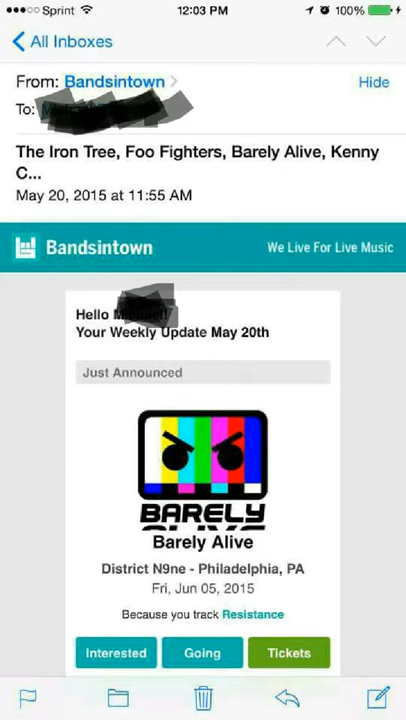 Sprint 12:03 PM 100%
All Inboxes
From: Bandsintown Hide
To:
The Iron Tree, Foo Fighters, Barely Alive, Kenny
C...
May 20, 2015 at 11:55 AM
Bandsintown We Live For Live Music
Hello
Your Weekly Update May 20th
Just Announced
BARELY
ALIVE
Barely Alive
District N9ne - Philadelphia, PA
Fri, Jun 05, 2015
Because you track Resistance
Interested Going Tickets